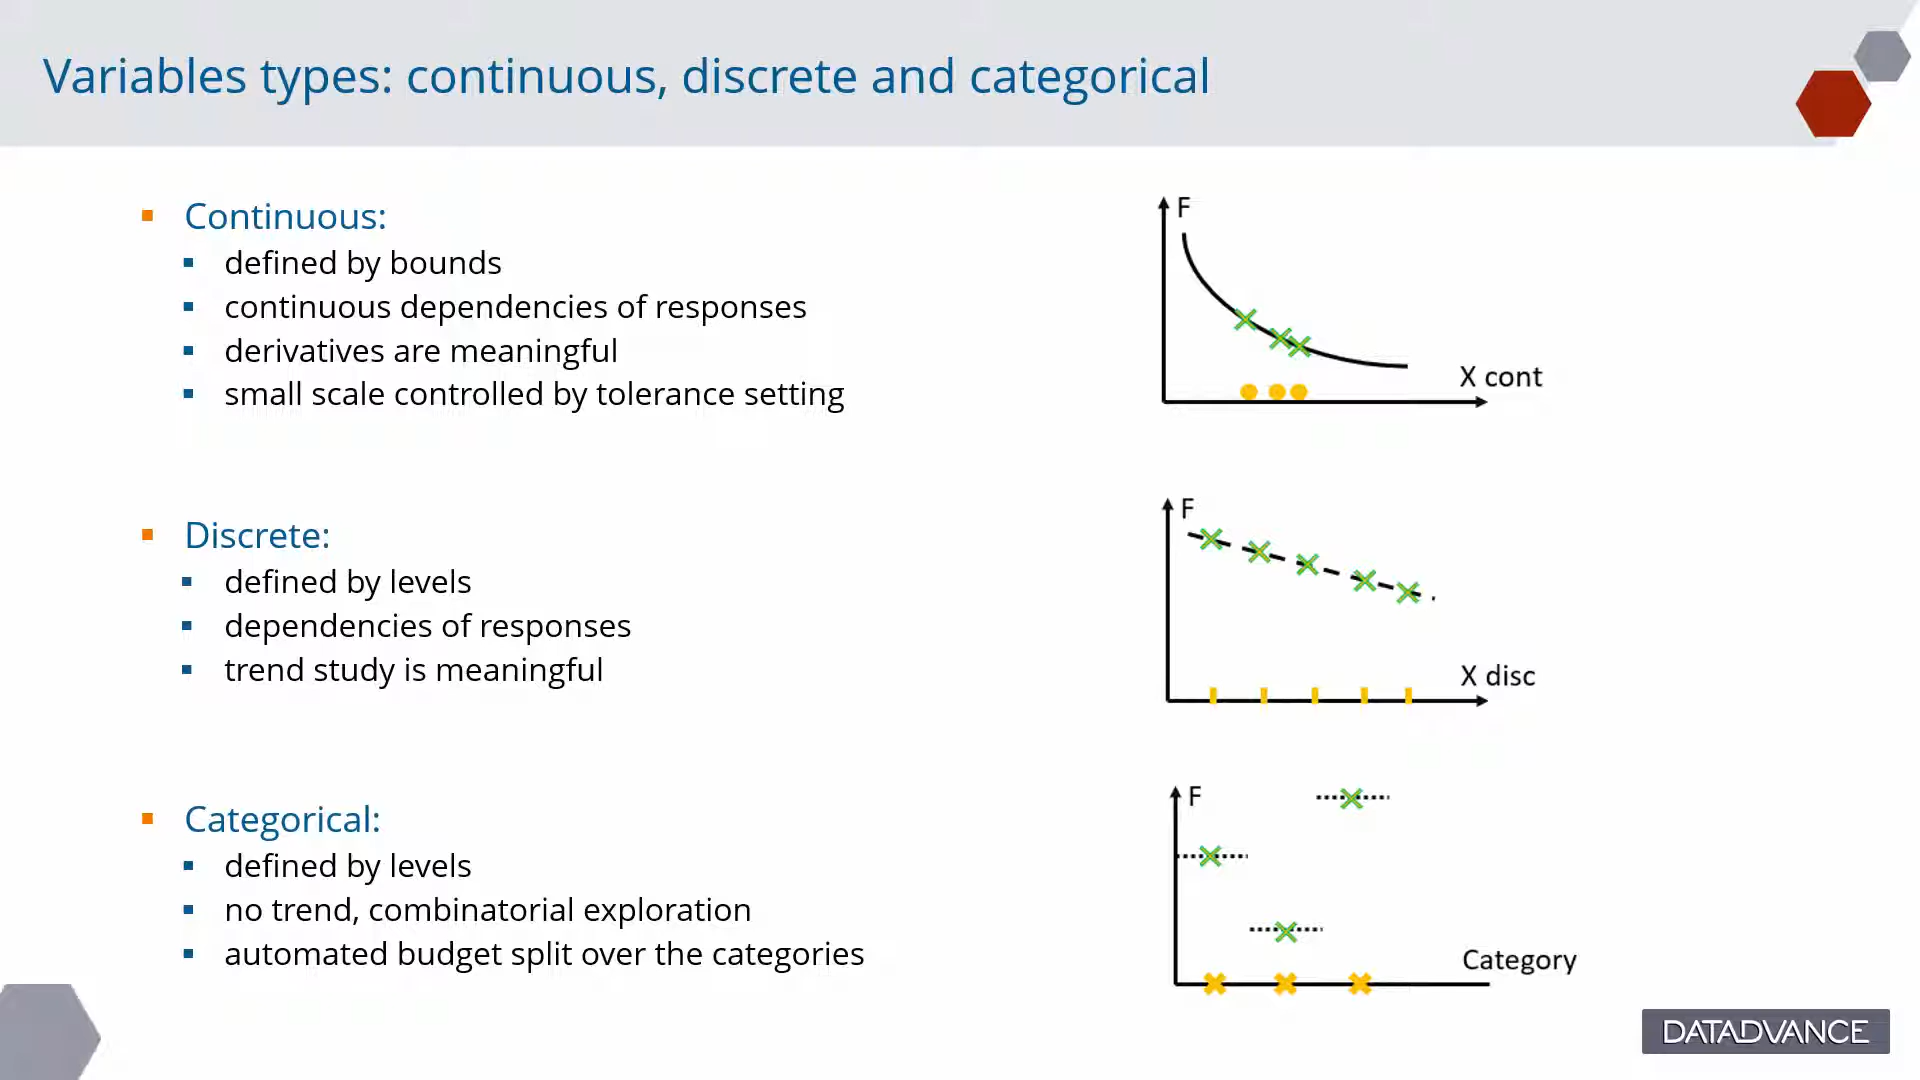 Variables types: continuous, discrete and categorical
Continuous:
defined by bounds
continuous dependencies of responses
derivatives are meaningful
small scale controlled by tolerance setting
F
X cont
Discrete:
defined by levels
dependencies of responses
trend study is meaningful
F
X disc
Categorical:
defined by levels
no trend, combinatorial exploration
automated budget split over the categories
F
Category
DATADVANCE